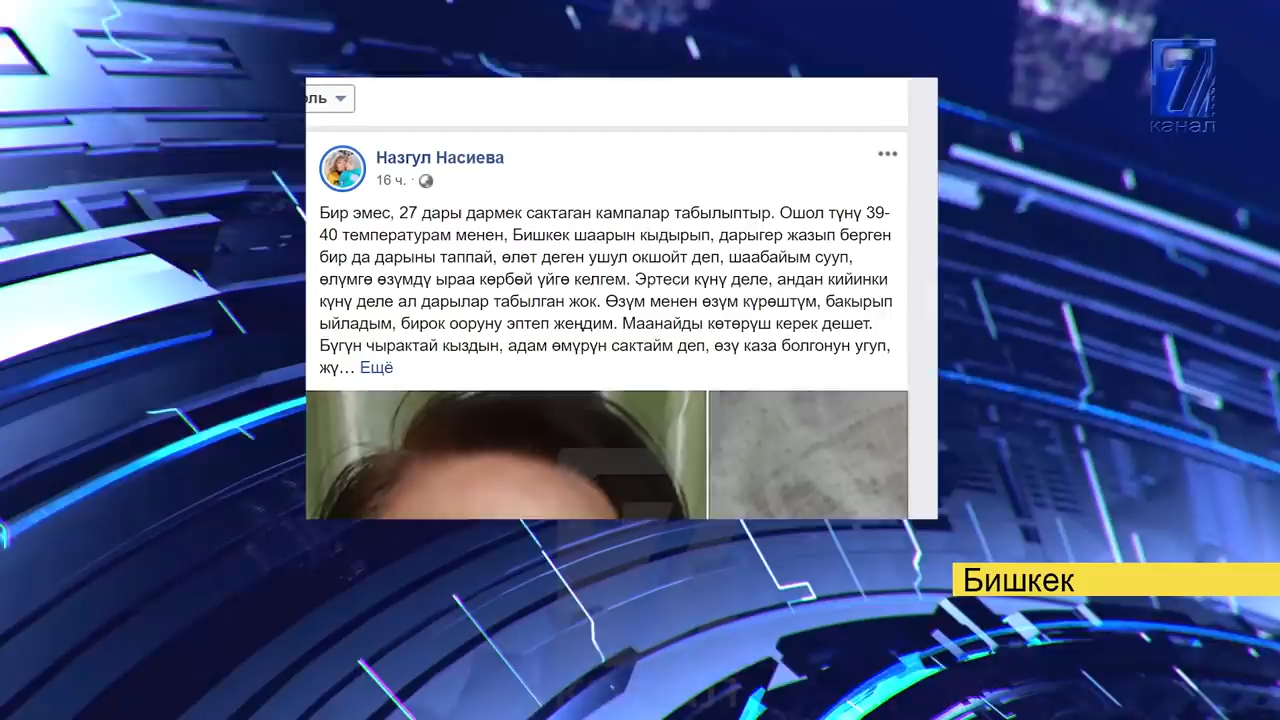 7
канал
оль
Назгул Насиева
16 ч.
Бир эмес, 27 дары дармек сактаган кампалар табылыптыр. Ошол түнү 39-
40 температурам менен, Бишкек шаарын кыдырып, дарыгер жазып берген
бир да дарыны таппай, өлөт деген ушул окшойт деп, шаабайым сууп,
өлүмгө өзүмдү ыраа көрбөй үйгө келгем. Эртеси күнү деле, андан кийинки
күнү деле ал дарылар табылган жок. Өзүм менен өзүм күрөштүм, бакырып
ыйладым, бирок ооруну эптеп жеңдим. Маанайды көтөрүш керек дешет.
Бүгүн чырактай кыздын, адам өмүрүн сактайм деп, өзү каза болгонун угуп,
жү… Ещё
Бишкек